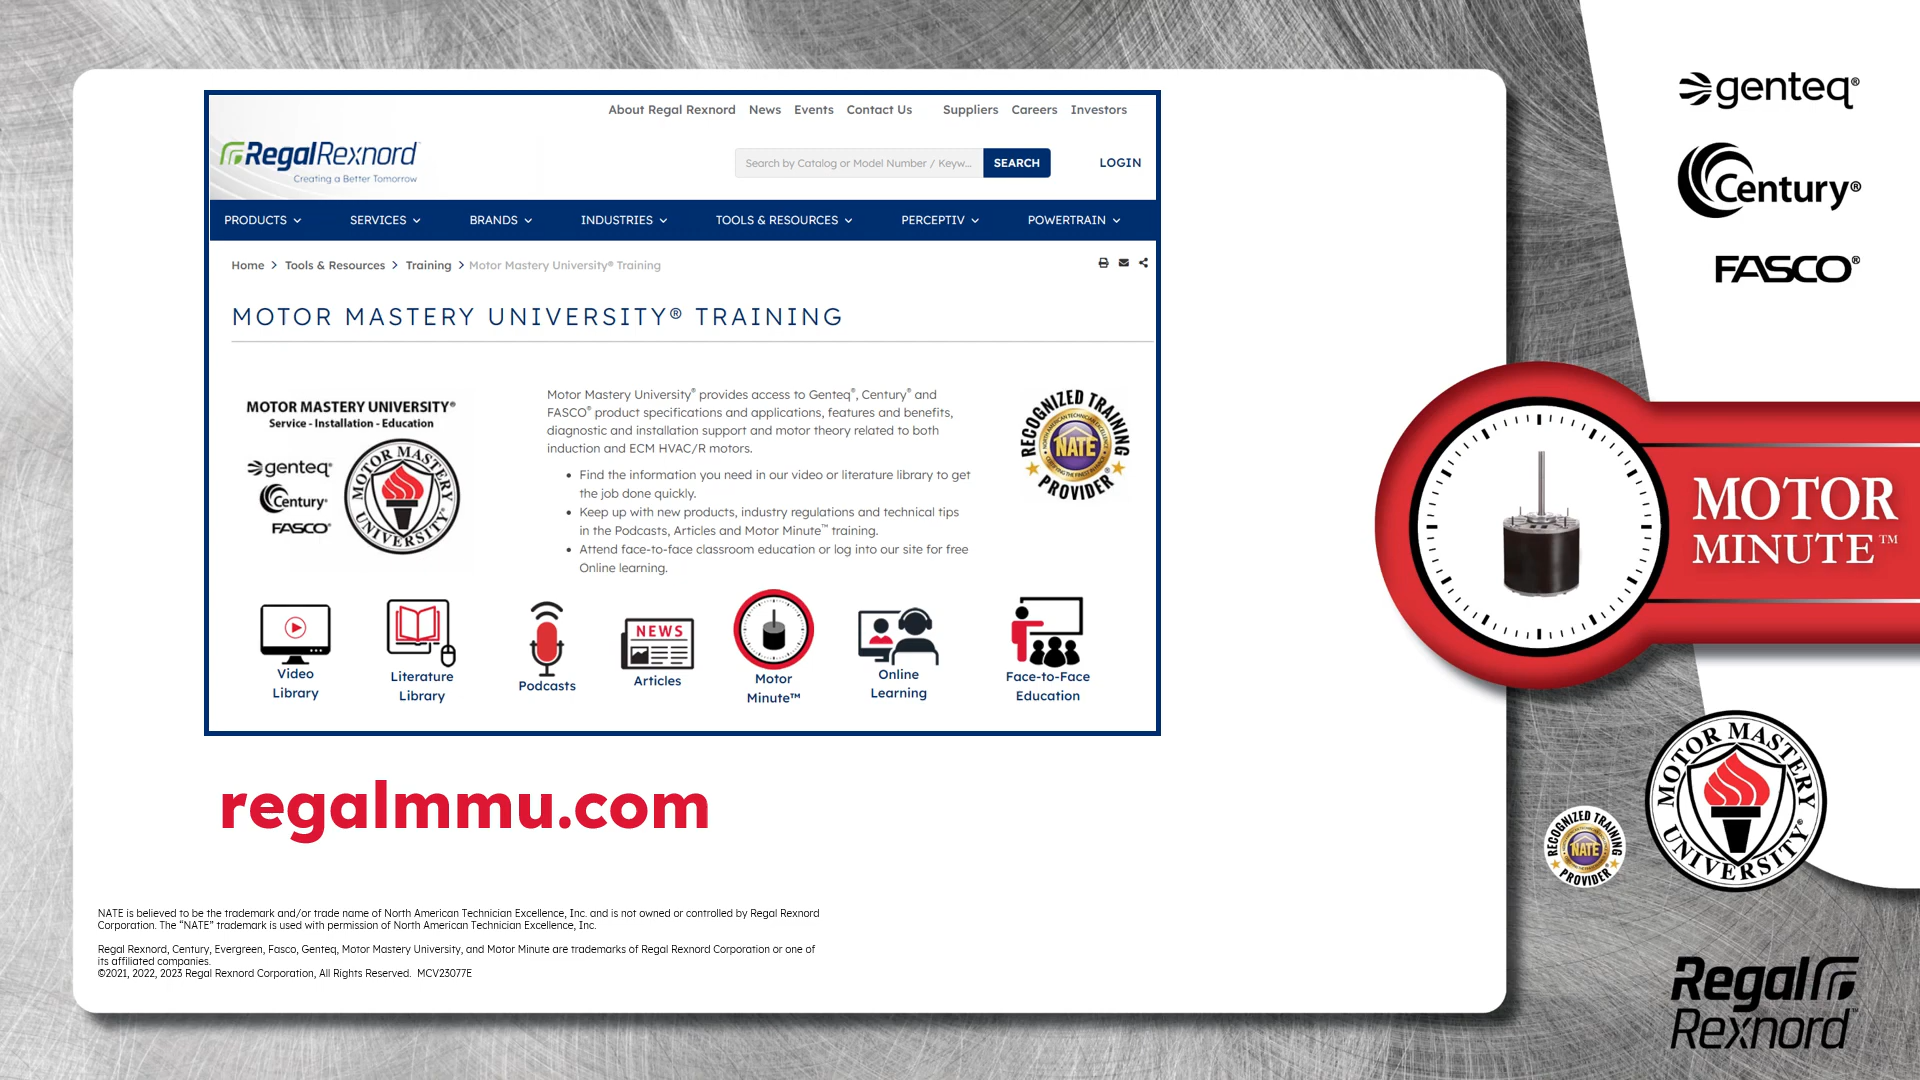 About Regal Rexnord News Events Contact Us Suppliers Careers Investors
RegalRexnord
Creating a Better Tomorrow
Search by Catalog or Model Number / Keyw... SEARCH LOGIN
PRODUCTS SERVICES BRANDS INDUSTRIES TOOLS & RESOURCES PERCEPTIV POWERTRAIN
Home > Tools & Resources > Training > Motor Mastery University® Training
MOTOR MASTERY UNIVERSITY® TRAINING
MOTOR MASTERY UNIVERSITY®
Service - Installation - Education
genteq®
Century®
FASCO®
MOTOR MASTERY UNIVERSITY®
Motor Mastery University® provides access to Genteq®, Century® and
FASCO® product specifications and applications, features and benefits,
diagnostic and installation support and motor theory related to both
induction and ECM HVAC/R motors.
• Find the information you need in our video or literature library to get
the job done quickly.
• Keep up with new products, industry regulations and technical tips
in the Podcasts, Articles and Motor Minute™ training.
• Attend face-to-face classroom education or log into our site for free
Online learning.
RECOGNIZED TRAINING
NORTH AMERICAN TECHNICIAN EXCELLENCE
NATE®
CERTIFYING THE FINEST IN HVACR
PROVIDER
Video
Library
Literature
Library
Podcasts
NEWS
Articles
Motor
Minute™
Online
Learning
Face-to-Face
Education
regalmmu.com
NATE is believed to be the trademark and/or trade name of North American Technician Excellence, Inc. and is not owned or controlled by Regal Rexnord
Corporation. The “NATE” trademark is used with permission of North American Technician Excellence, Inc.
Regal Rexnord, Century, Evergreen, Fasco, Genteq, Motor Mastery University, and Motor Minute are trademarks of Regal Rexnord Corporation or one of
its affiliated companies.
©2021, 2022, 2023 Regal Rexnord Corporation, All Rights Reserved. MCV23077E
genteq®
Century®
FASCO®
MOTOR
MINUTE™
MOTOR MASTERY UNIVERSITY®
RECOGNIZED TRAINING
NATE®
PROVIDER
Regal
Rexnord™